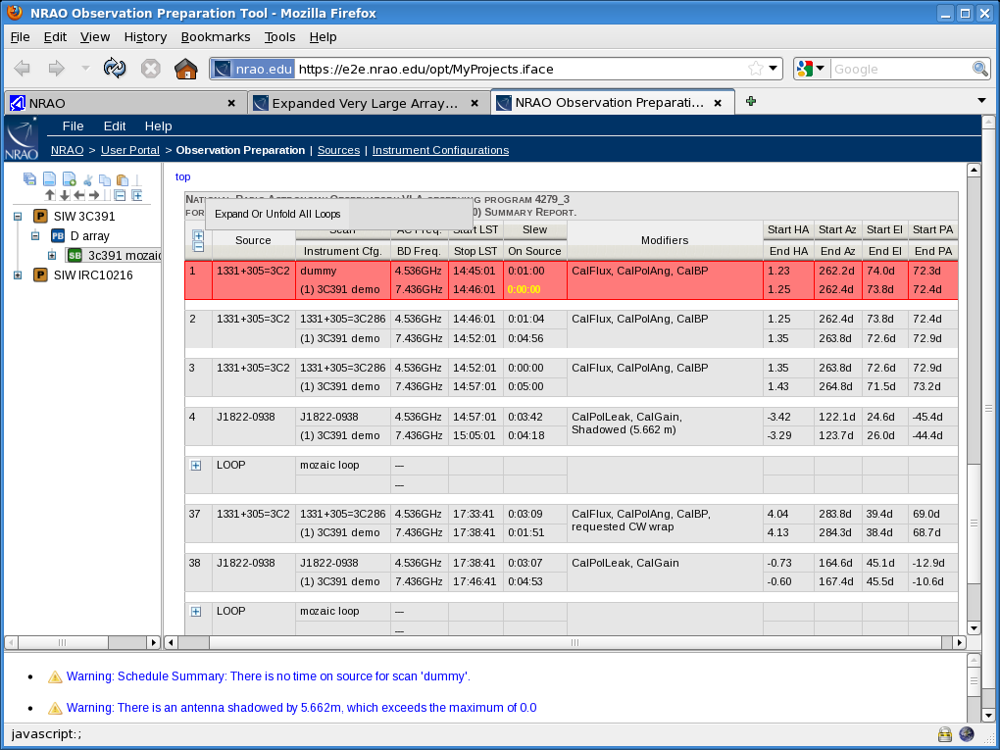 NRAO Observation Preparation Tool - Mozilla Firefox
File Edit View History Bookmarks Tools Help
nrao.edu https://e2e.nrao.edu/opt/MyProjects.iface Google
NRAO Expanded Very Large Array... NRAO Observation Preparati...
File Edit Help
NRAO
NRAO > User Portal > Observation Preparation | Sources | Instrument Configurations
SIW 3C391
D array
3c391 mozaic
SIW IRC10216
top
program 4279_3
for
Expand Or Unfold All Loops
0) Summary Report.
Source Scan AC Freq. Start LST Slew Modifiers Start HA Start Az Start El Start PA
Instrument Cfg. BD Freq. Stop LST On Source End HA End Az End El End PA
1 1331+305=3C2 dummy 4.536GHz 14:45:01 0:01:00 CalFlux, CalPolAng, CalBP 1.23 262.2d 74.0d 72.3d
(1) 3C391 demo 7.436GHz 14:46:01 0:00:00 1.25 262.4d 73.8d 72.4d
2 1331+305=3C2 1331+305=3C286 4.536GHz 14:46:01 0:01:04 CalFlux, CalPolAng, CalBP 1.25 262.4d 73.8d 72.4d
(1) 3C391 demo 7.436GHz 14:52:01 0:04:56 1.35 263.8d 72.6d 72.9d
3 1331+305=3C2 1331+305=3C286 4.536GHz 14:52:01 0:00:00 CalFlux, CalPolAng, CalBP 1.35 263.8d 72.6d 72.9d
(1) 3C391 demo 7.436GHz 14:57:01 0:05:00 1.43 264.8d 71.5d 73.2d
4 J1822-0938 J1822-0938 4.536GHz 14:57:01 0:03:42 CalPolLeak, CalGain, -3.42 122.1d 24.6d -45.4d
(1) 3C391 demo 7.436GHz 15:05:01 0:04:18 Shadowed (5.662 m) -3.29 123.7d 26.0d -44.4d
LOOP mozaic loop ---
---
37 1331+305=3C2 1331+305=3C286 4.536GHz 17:33:41 0:03:09 CalFlux, CalPolAng, CalBP, 4.04 283.8d 39.4d 69.0d
(1) 3C391 demo 7.436GHz 17:38:41 0:01:51 requested CW wrap 4.13 284.3d 38.4d 68.7d
38 J1822-0938 J1822-0938 4.536GHz 17:38:41 0:03:07 CalPolLeak, CalGain -0.73 164.6d 45.1d -12.9d
(1) 3C391 demo 7.436GHz 17:46:41 0:04:53 -0.60 167.4d 45.5d -10.6d
LOOP mozaic loop ---
---
Warning: Schedule Summary: There is no time on source for scan 'dummy'.
Warning: There is an antenna shadowed by 5.662m, which exceeds the maximum of 0.0
javascript:;